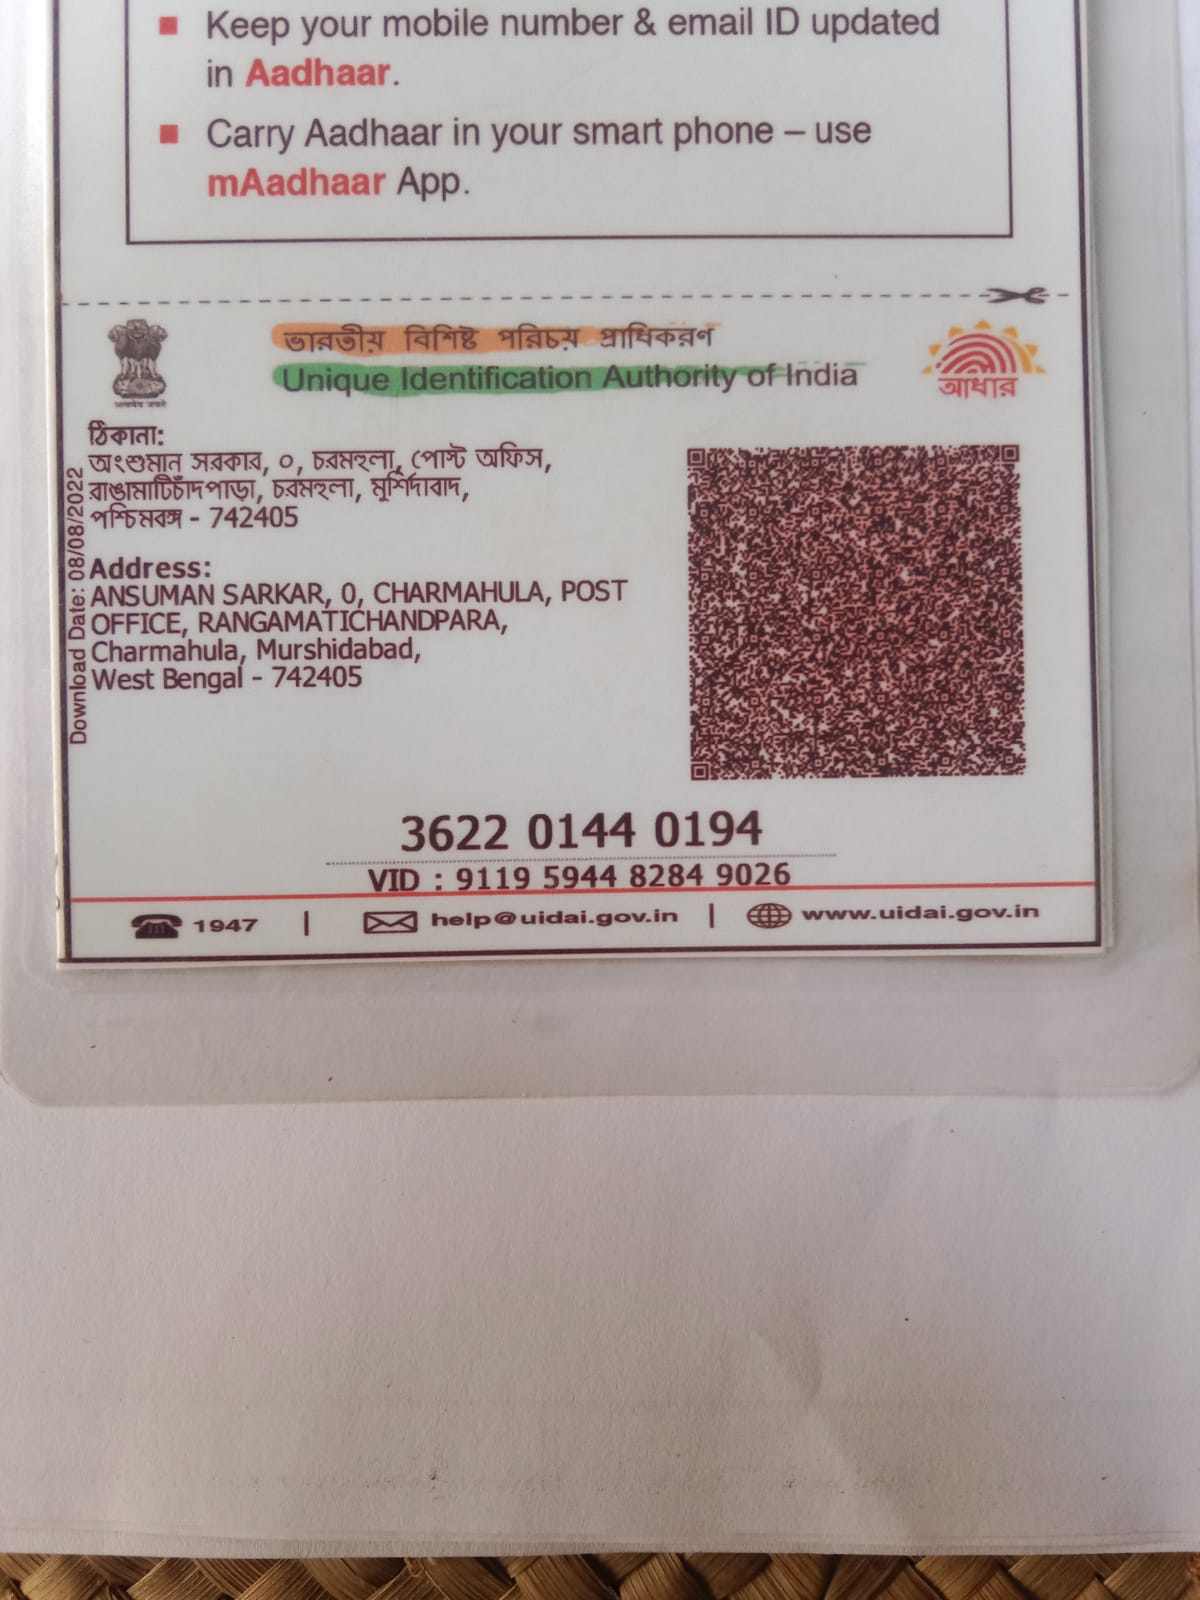 Keep your mobile number & email ID updated
in Aadhaar.
Carry Aadhaar in your smart phone – use
mAadhaar App.
ভারতীয় বিশিষ্ট পরিচয় প্রাধিকরণ
Unique Identification Authority of India
আধার
ঠিকানা:
অংশুমান সরকার, ০, চরমহুলা, পোস্ট অফিস,
রাঙামাটিচাঁদপাড়া, চরমহুলা, মুর্শিদাবাদ,
পশ্চিমবঙ্গ - 742405
Address:
ANSUMAN SARKAR, 0, CHARMAHULA, POST
OFFICE, RANGAMATICHANDPARA,
Charmahula, Murshidabad,
West Bengal - 742405
Download Date: 08/08/2022
3622 0144 0194
VID : 9119 5944 8284 9026
1947 | help@uidai.gov.in | www.uidai.gov.in